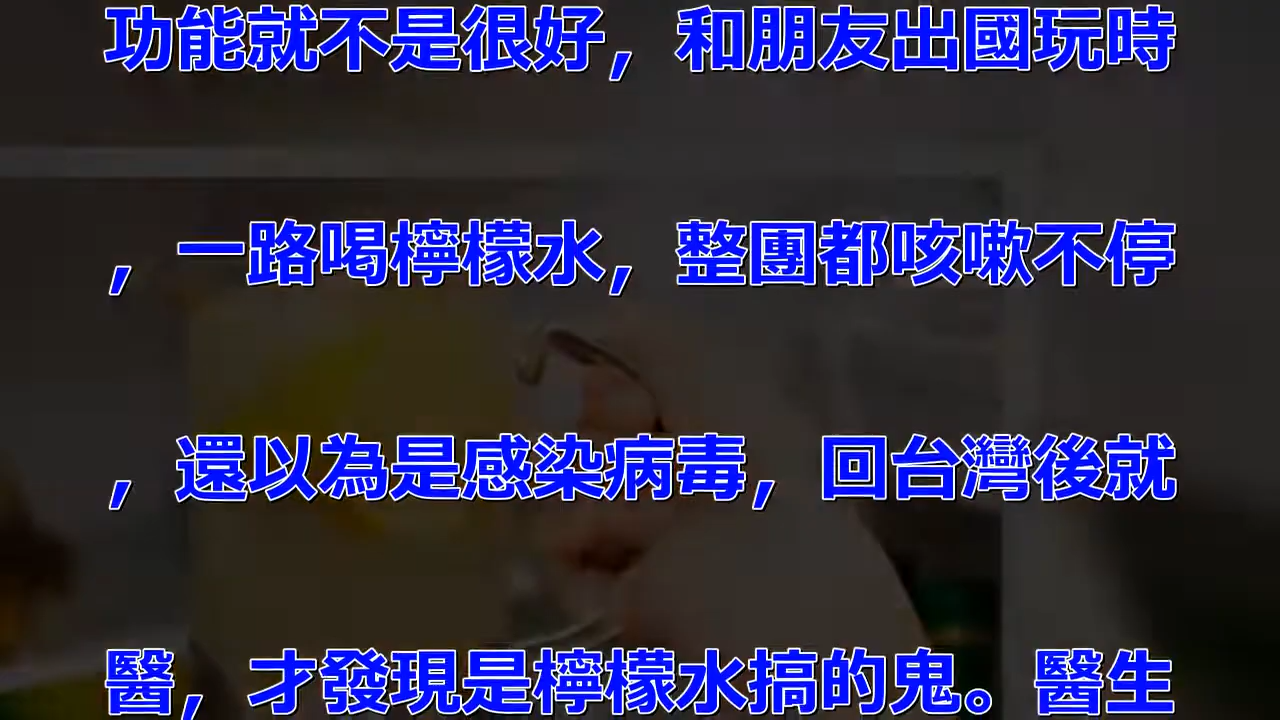 功能就不是很好，和朋友出國玩時
，一路喝檸檬水，整團都咳嗽不停
，還以為是感染病毒，回台灣後就
醫，才發現是檸檬水搞的鬼。醫生